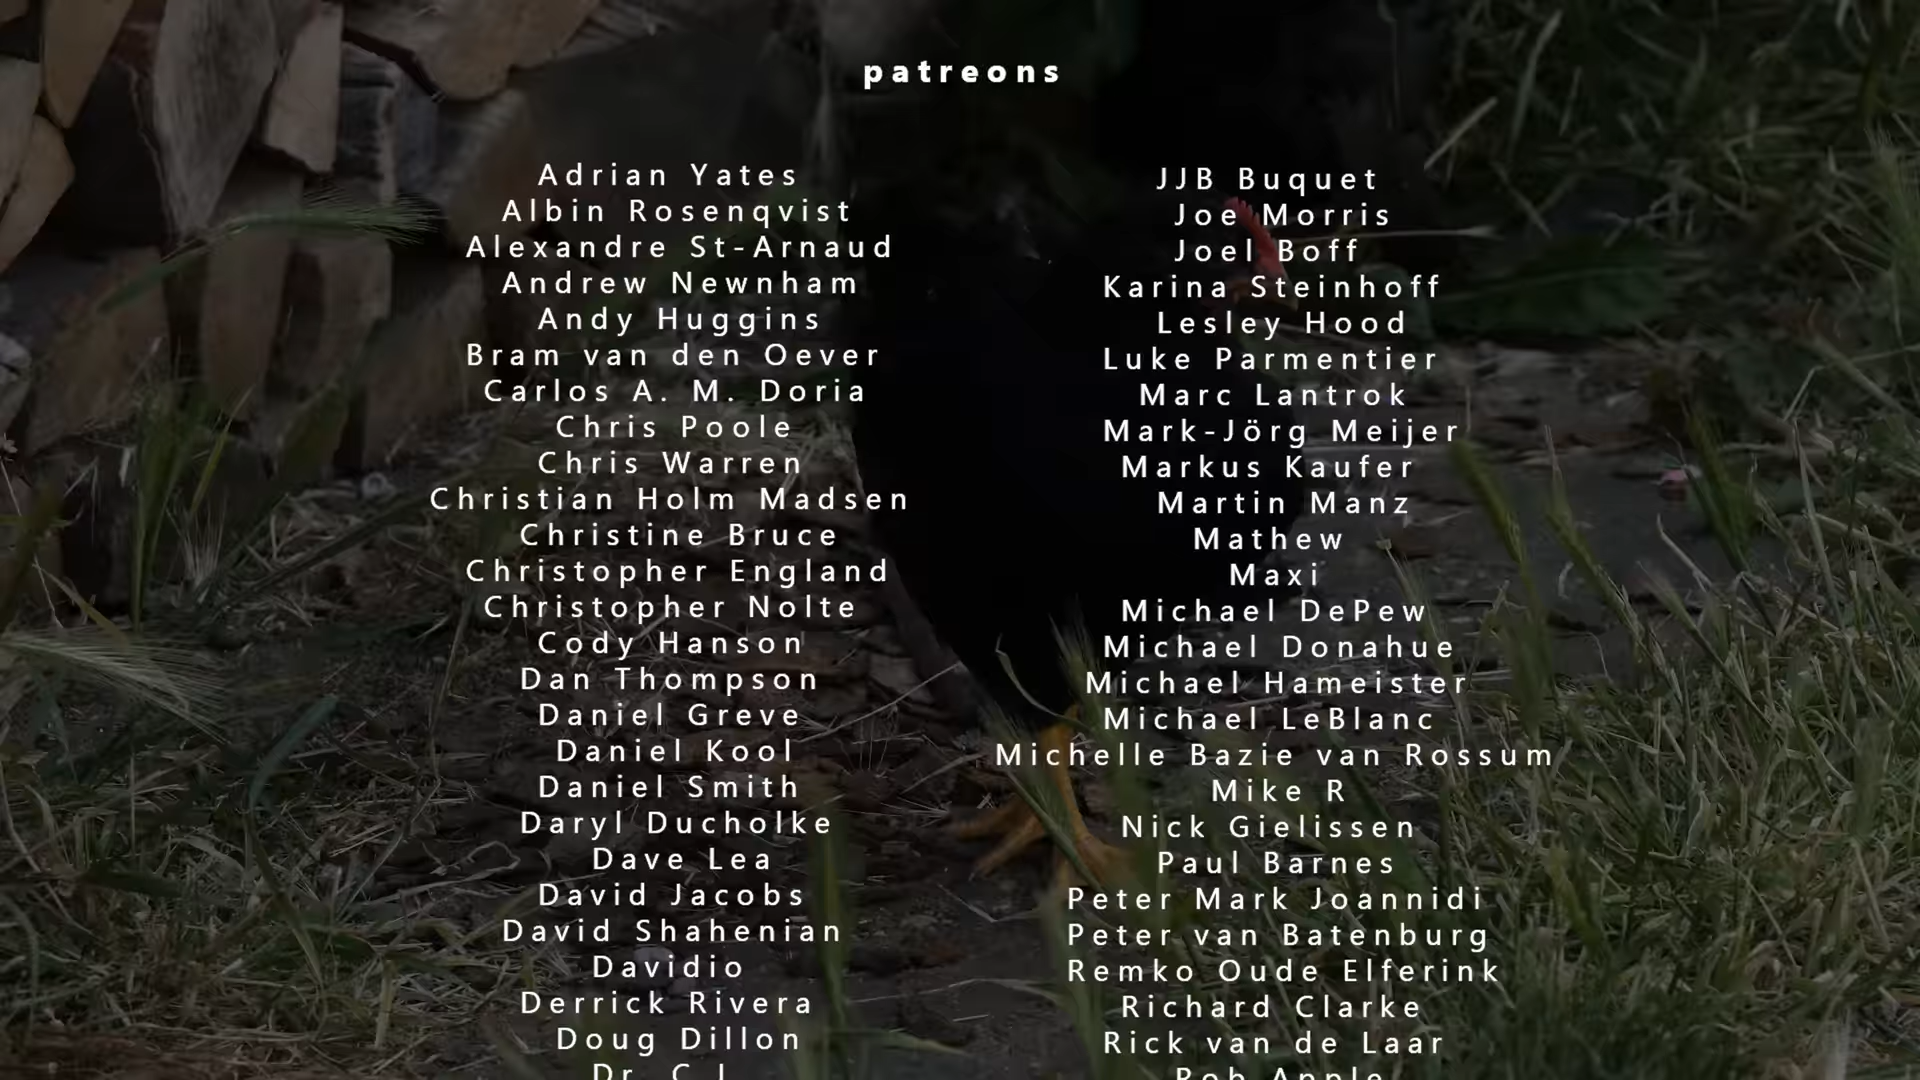 patreons
Adrian Yates
Albin Rosenqvist
Alexandre St-Arnaud
Andrew Newnham
Andy Huggins
Bram van den Oever
Carlos A. M. Doria
Chris Poole
Chris Warren
Christian Holm Madsen
Christine Bruce
Christopher England
Christopher Nolte
Cody Hanson
Dan Thompson
Daniel Greve
Daniel Kool
Daniel Smith
Daryl Ducholke
Dave Lea
David Jacobs
David Shahenian
Davidio
Derrick Rivera
Doug Dillon
JJB Buquet
Joe Morris
Joel Boff
Karina Steinhoff
Lesley Hood
Luke Parmentier
Marc Lantrok
Mark-Jörg Meijer
Markus Kaufer
Martin Manz
Mathew
Maxi
Michael DePew
Michael Donahue
Michael Hameister
Michael LeBlanc
Michelle Bazie van Rossum
Mike R
Nick Gielissen
Paul Barnes
Peter Mark Joannidi
Peter van Batenburg
Remko Oude Elferink
Richard Clarke
Rick van de Laar